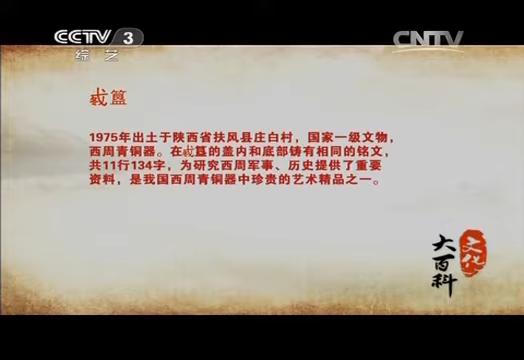 CCTV 3
综艺
CNTV
㺇簋
1975年出土于陕西省扶风县庄白村，国家一级文物，
西周青铜器。在㺇簋的盖内和底部铸有相同的铭文，
共11行134字，为研究西周军事、历史提供了重要
资料，是我国西周青铜器中珍贵的艺术精品之一。
文化
大百科